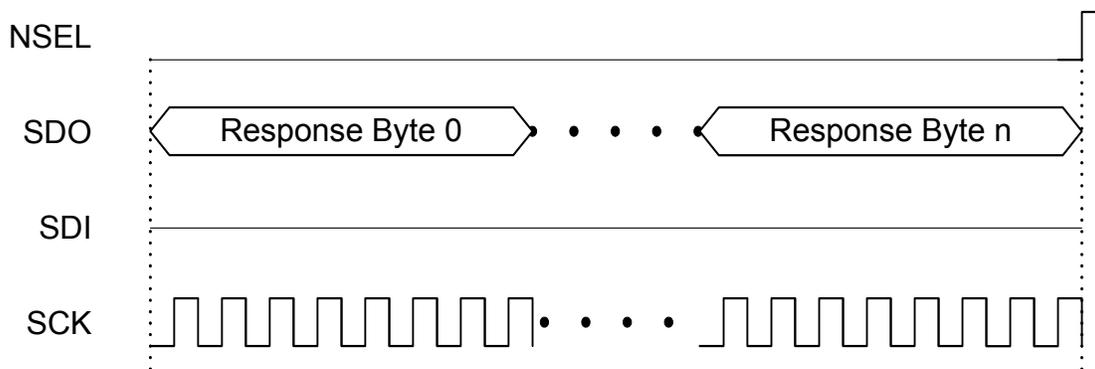 NSEL
SDO Response Byte 0 Response Byte n
SDI
SCK